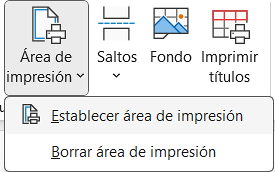 Área de impresión
Saltos
Fondo
Imprimir títulos
Establecer área de impresión
Borrar área de impresión